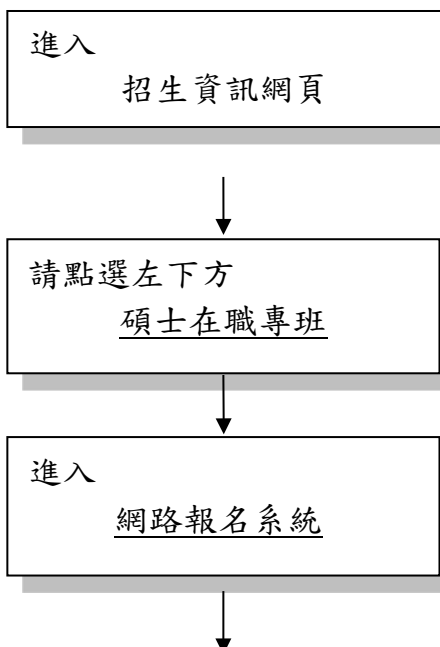 進入
招生資訊網頁
請點選左下方
碩士在職專班
進入
網路報名系統